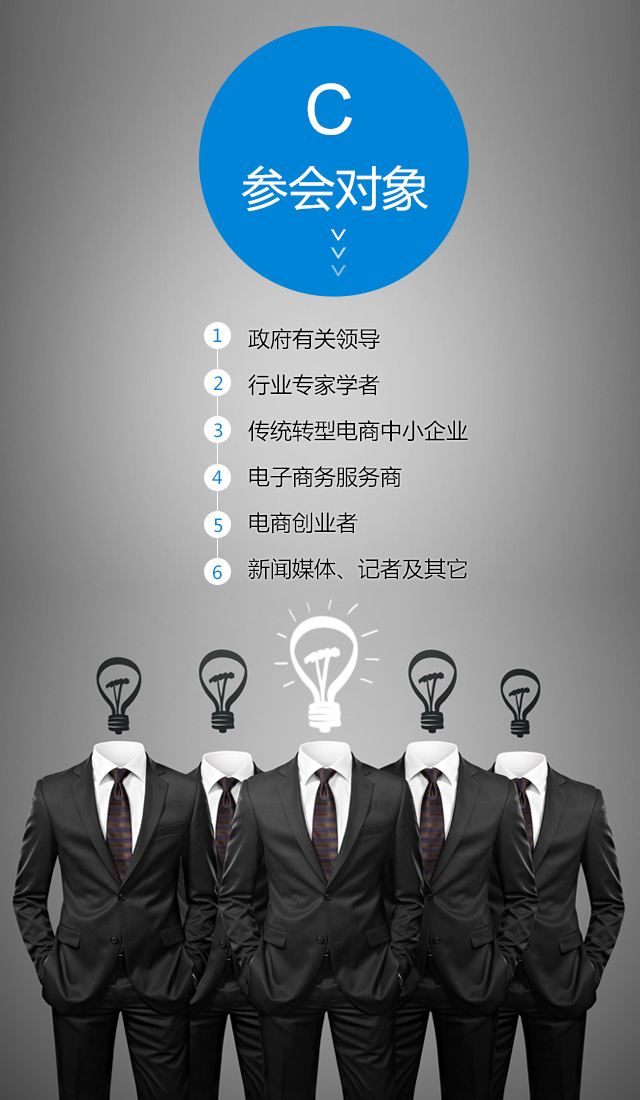 C
参会对象
1 政府有关领导
2 行业专家学者
3 传统转型电商中小企业
4 电子商务服务商
5 电商创业者
6 新闻媒体、记者及其它